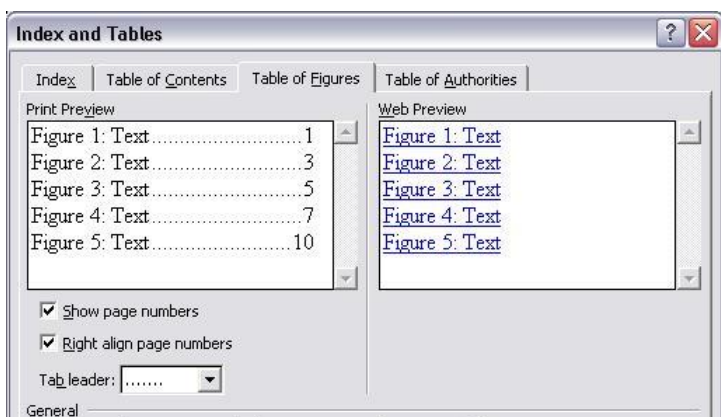 Index and Tables
Index
Table of Contents
Table of Figures
Table of Authorities
Print Preview
Figure 1: Text..............................1
Figure 2: Text..............................3
Figure 3: Text..............................5
Figure 4: Text..............................7
Figure 5: Text............................10
Web Preview
Figure 1: Text
Figure 2: Text
Figure 3: Text
Figure 4: Text
Figure 5: Text
Show page numbers
Right align page numbers
Tab leader: .......
General